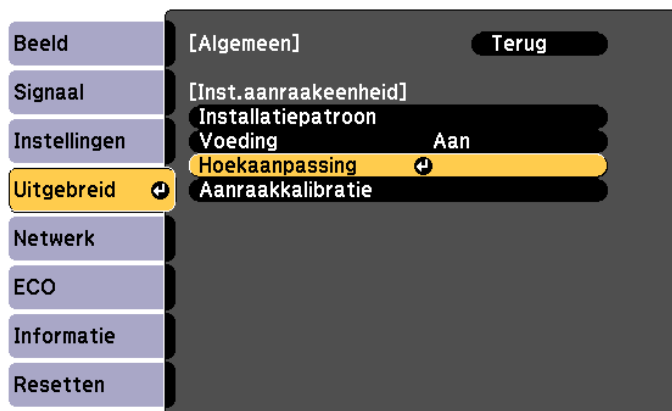 Beeld
Signaal
Instellingen
Uitgebreid
Netwerk
ECO
Informatie
Resetten
[Algemeen] Terug
[Inst.aanraakeenheid]
Installatiepatroon
Voeding Aan
Hoekaanpassing
Aanraakkalibratie